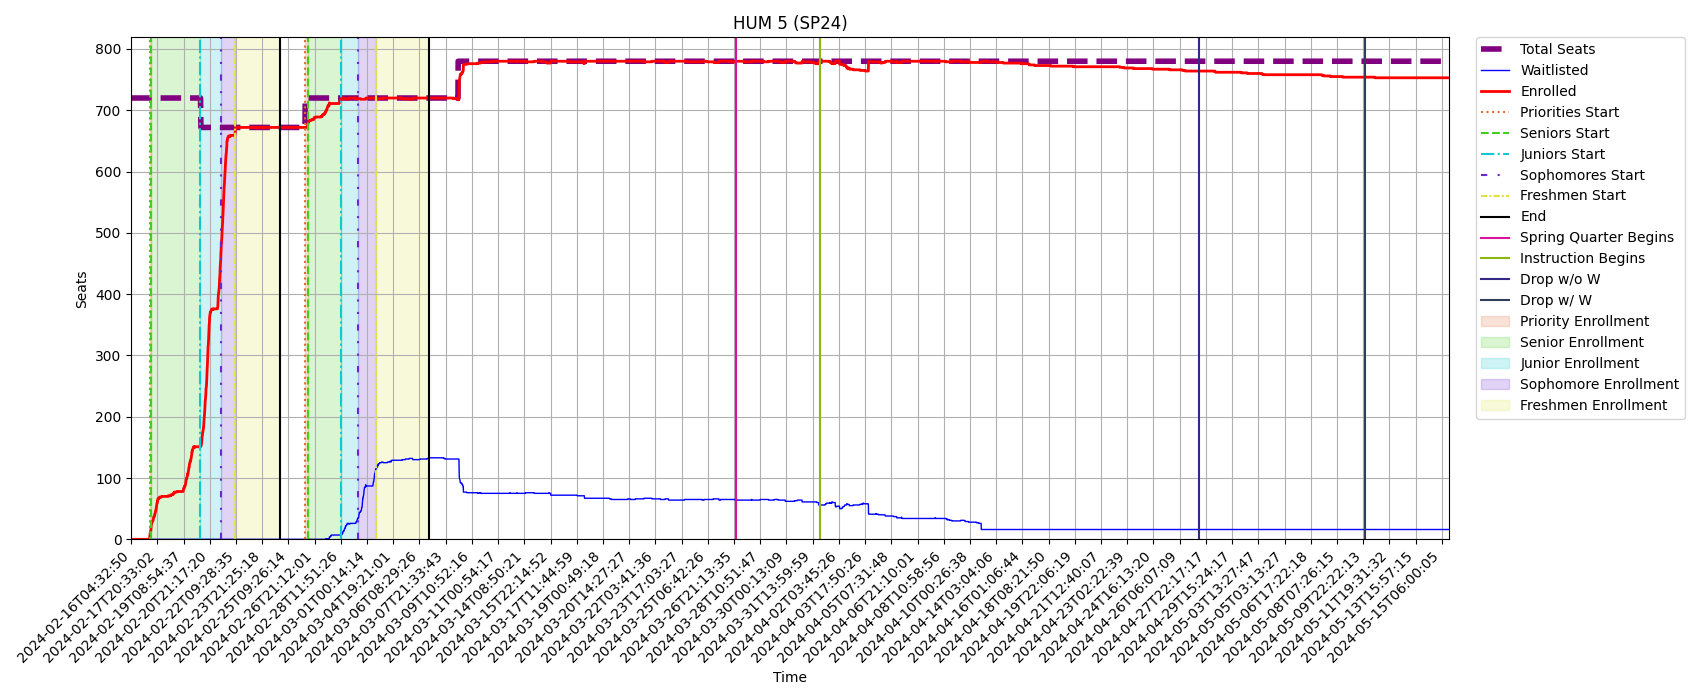 HUM 5 (SP24)
800
700
600
500
400
300
200
100
0
Seats
2024-02-16T04:32:50
2024-02-17T20:33:02
2024-02-19T08:54:37
2024-02-20T21:17:20
2024-02-22T09:28:35
2024-02-23T21:25:18
2024-02-25T09:26:14
2024-02-26T21:12:01
2024-02-28T11:51:26
2024-03-01T00:14:14
2024-03-04T19:21:01
2024-03-06T08:29:26
2024-03-07T21:33:43
2024-03-09T10:52:16
2024-03-11T00:54:17
2024-03-14T08:50:21
2024-03-15T22:14:52
2024-03-17T11:44:59
2024-03-19T00:49:18
2024-03-20T14:27:27
2024-03-22T03:41:36
2024-03-23T17:03:27
2024-03-25T06:42:26
2024-03-26T21:13:35
2024-03-28T10:51:47
2024-03-30T00:13:09
2024-03-31T13:59:59
2024-04-02T03:45:26
2024-04-03T17:50:26
2024-04-05T07:31:48
2024-04-06T21:10:01
2024-04-08T10:58:56
2024-04-10T00:26:38
2024-04-14T03:04:06
2024-04-16T01:06:44
2024-04-18T08:21:50
2024-04-19T22:06:19
2024-04-21T12:40:07
2024-04-23T02:22:39
2024-04-24T16:13:20
2024-04-26T06:07:09
2024-04-27T22:17:17
2024-04-29T15:24:17
2024-05-03T13:27:47
2024-05-05T03:13:27
2024-05-06T17:22:18
2024-05-08T07:26:15
2024-05-09T22:22:13
2024-05-11T19:31:32
2024-05-13T15:57:15
2024-05-15T06:00:05
Time
Total Seats
Waitlisted
Enrolled
Priorities Start
Seniors Start
Juniors Start
Sophomores Start
Freshmen Start
End
Spring Quarter Begins
Instruction Begins
Drop w/o W
Drop w/ W
Priority Enrollment
Senior Enrollment
Junior Enrollment
Sophomore Enrollment
Freshmen Enrollment